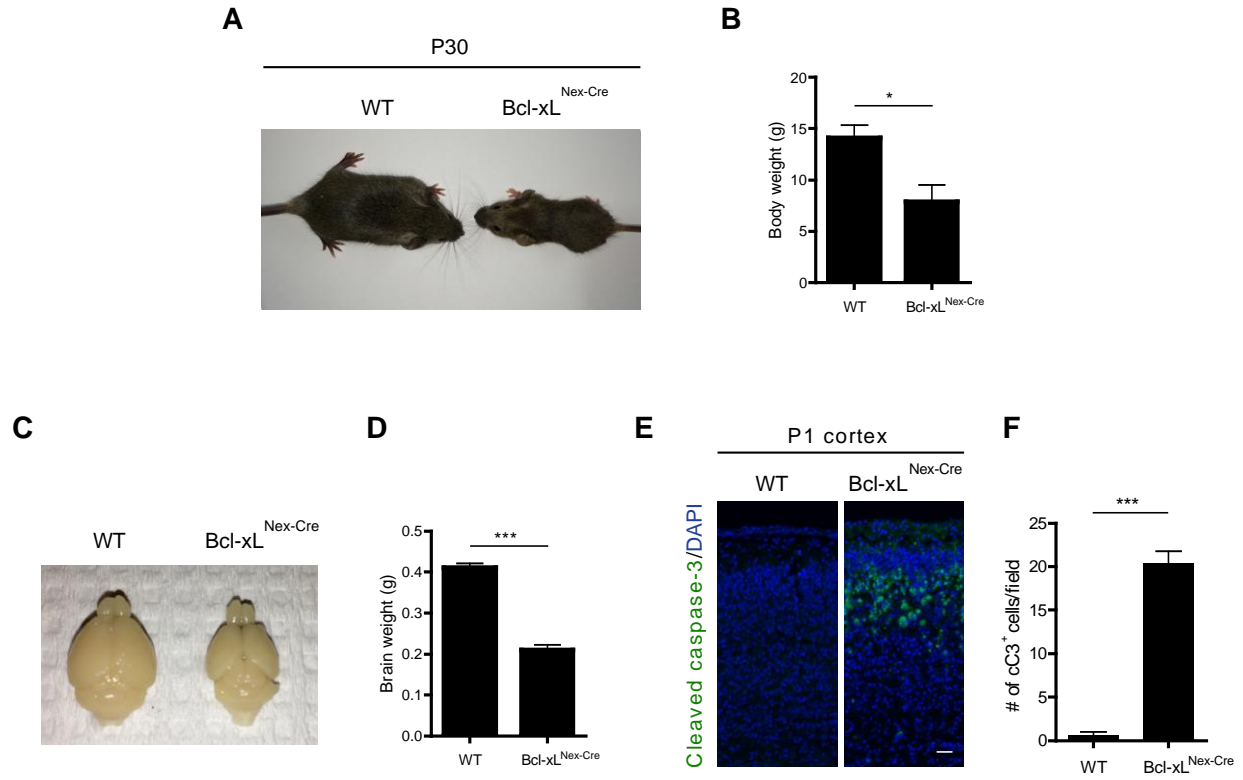 A
P30
WT Bcl-xL Nex-Cre
B
20
15
10
5
0
Body weight (g)
*
WT Bcl-xL Nex-Cre
C
WT Bcl-xL Nex-Cre
D
0.5
0.4
0.3
0.2
0.1
0.0
Brain weight (g)
***
WT Bcl-xL Nex-Cre
E
P1 cortex
WT Bcl-xL Nex-Cre
Cleaved caspase-3/DAPI
F
25
20
15
10
5
0
# of cC3+ cells/field
***
WT Bcl-xL Nex-Cre